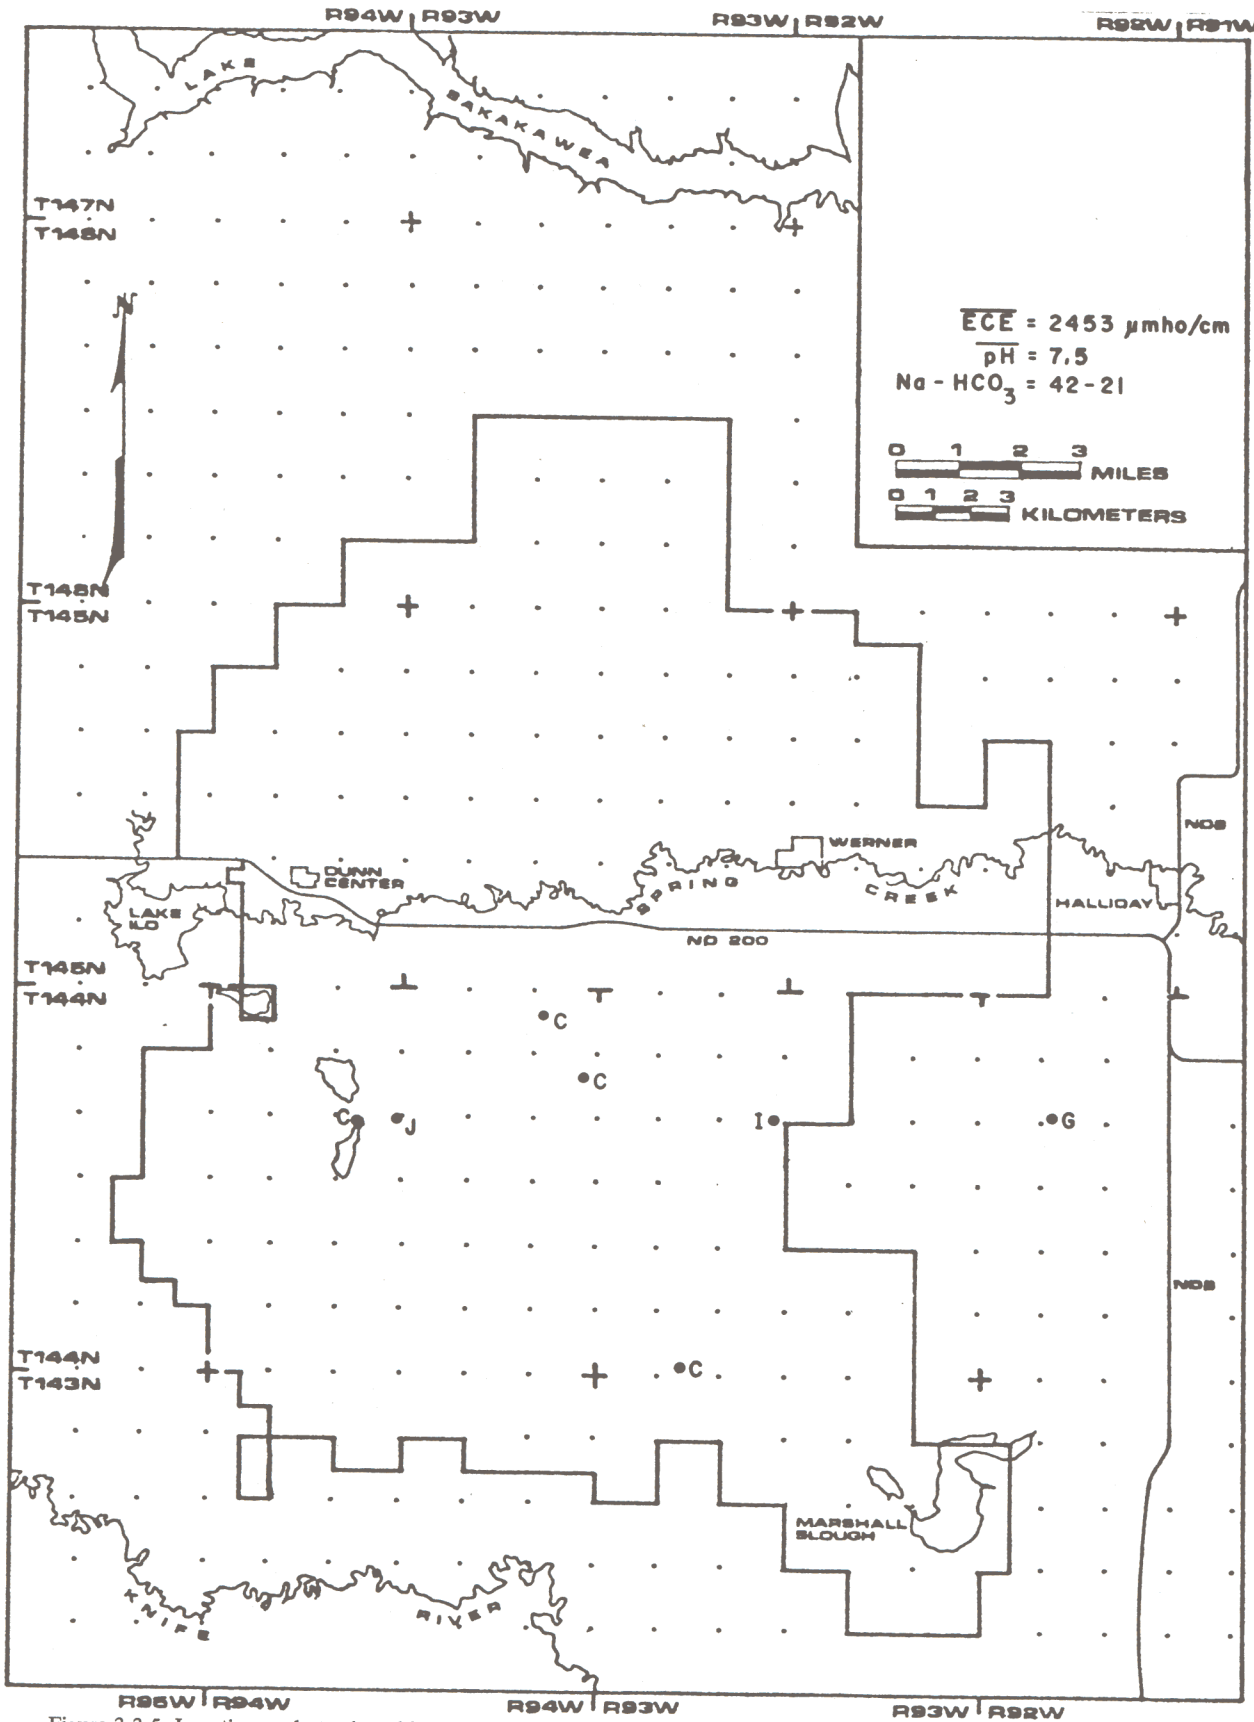 R94W R93W
R93W R92W
R92W R91W
LAKE
SAKAKAWEA
T147N
T146N
N
ECE = 2453 µmho/cm
pH = 7.5
Na - HCO3 = 42-21
0 1 2 3
MILES
0 1 2 3
KILOMETERS
T146N
T145N
ND8
WERNER
DUNN
CENTER
SPRING
CREEK
HALLIDAY
LAKE
ILO
ND 200
T145N
T144N
C
C
C
J
I
G
ND8
T144N
T143N
C
MARSHALL
SLOUGH
KNIFE
RIVER
R95W R94W
R94W R93W
R93W R92W